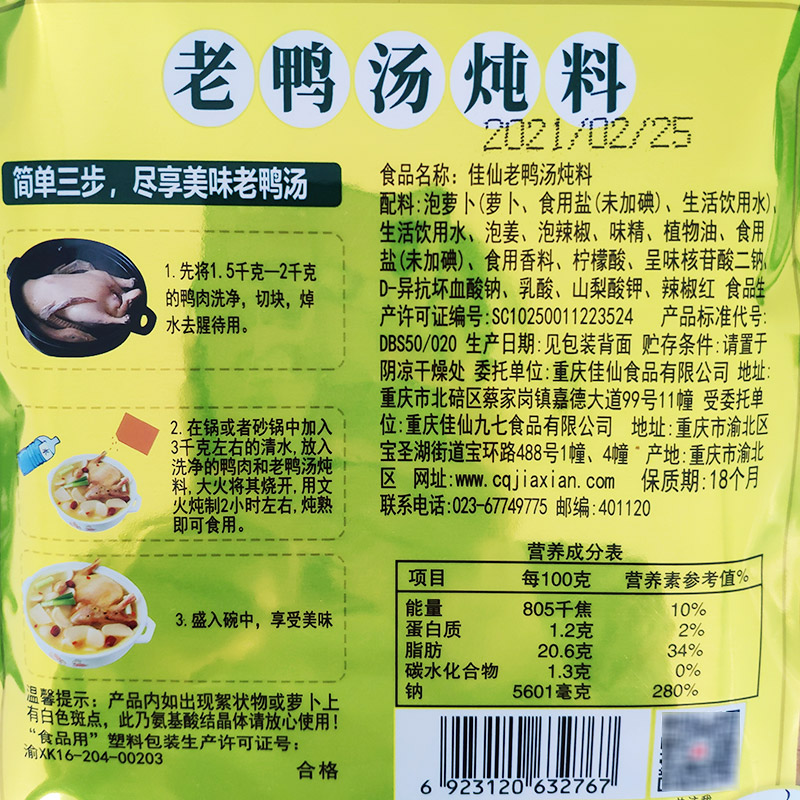 老鸭汤炖料
2021/02/25
简单三步，尽享美味老鸭汤
1.先将1.5千克—2千克
的鸭肉洗净，切块，焯
水去腥待用。
2.在锅或者砂锅中加入
3千克左右的清水,放入
洗净的鸭肉和老鸭汤炖
料,大火将其烧开,用文
火炖制2小时左右,炖熟
即可食用。
3.盛入碗中，享受美味
温馨提示：产品内如出现絮状物或萝卜上
有白色斑点，此乃氨基酸结晶体请放心使用！
“食品用”塑料包装生产许可证号：
渝XK16-204-00203
合格
食品名称：佳仙老鸭汤炖料
配料:泡萝卜(萝卜、食用盐(未加碘)、生活饮用水)、
生活饮用水、泡姜、泡辣椒、味精、植物油、食用
盐(未加碘)、食用香料、柠檬酸、呈味核苷酸二钠、
D-异抗坏血酸钠、乳酸、山梨酸钾、辣椒红 食品生
产许可证编号:SC10250011223524 产品标准代号:
DBS50/020 生产日期:见包装背面 贮存条件:请置于
阴凉干燥处 委托单位:重庆佳仙食品有限公司 地址:
重庆市北碚区蔡家岗镇嘉德大道99号11幢 受委托单
位:重庆佳仙九七食品有限公司 地址:重庆市渝北区
宝圣湖街道宝环路488号1幢、4幢 产地:重庆市渝北
区 网址:www.cqjiaxian.com 保质期:18个月
联系电话:023-67749775 邮编:401120
营养成分表
项目 每100克 营养素参考值%
能量 805千焦 10%
蛋白质 1.2克 2%
脂肪 20.6克 34%
碳水化合物 1.3克 0%
钠 5601毫克 280%
6 923120 632767